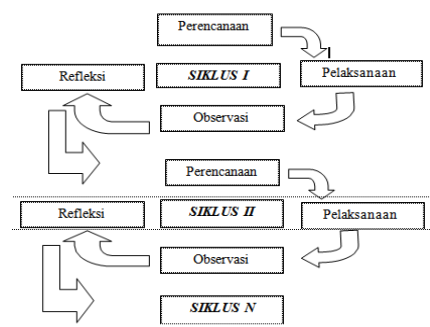 Perencanaan
Refleksi
SIKLUS I
Pelaksanaan
Observasi
Perencanaan
Refleksi
SIKLUS II
Pelaksanaan
Observasi
SIKLUS N